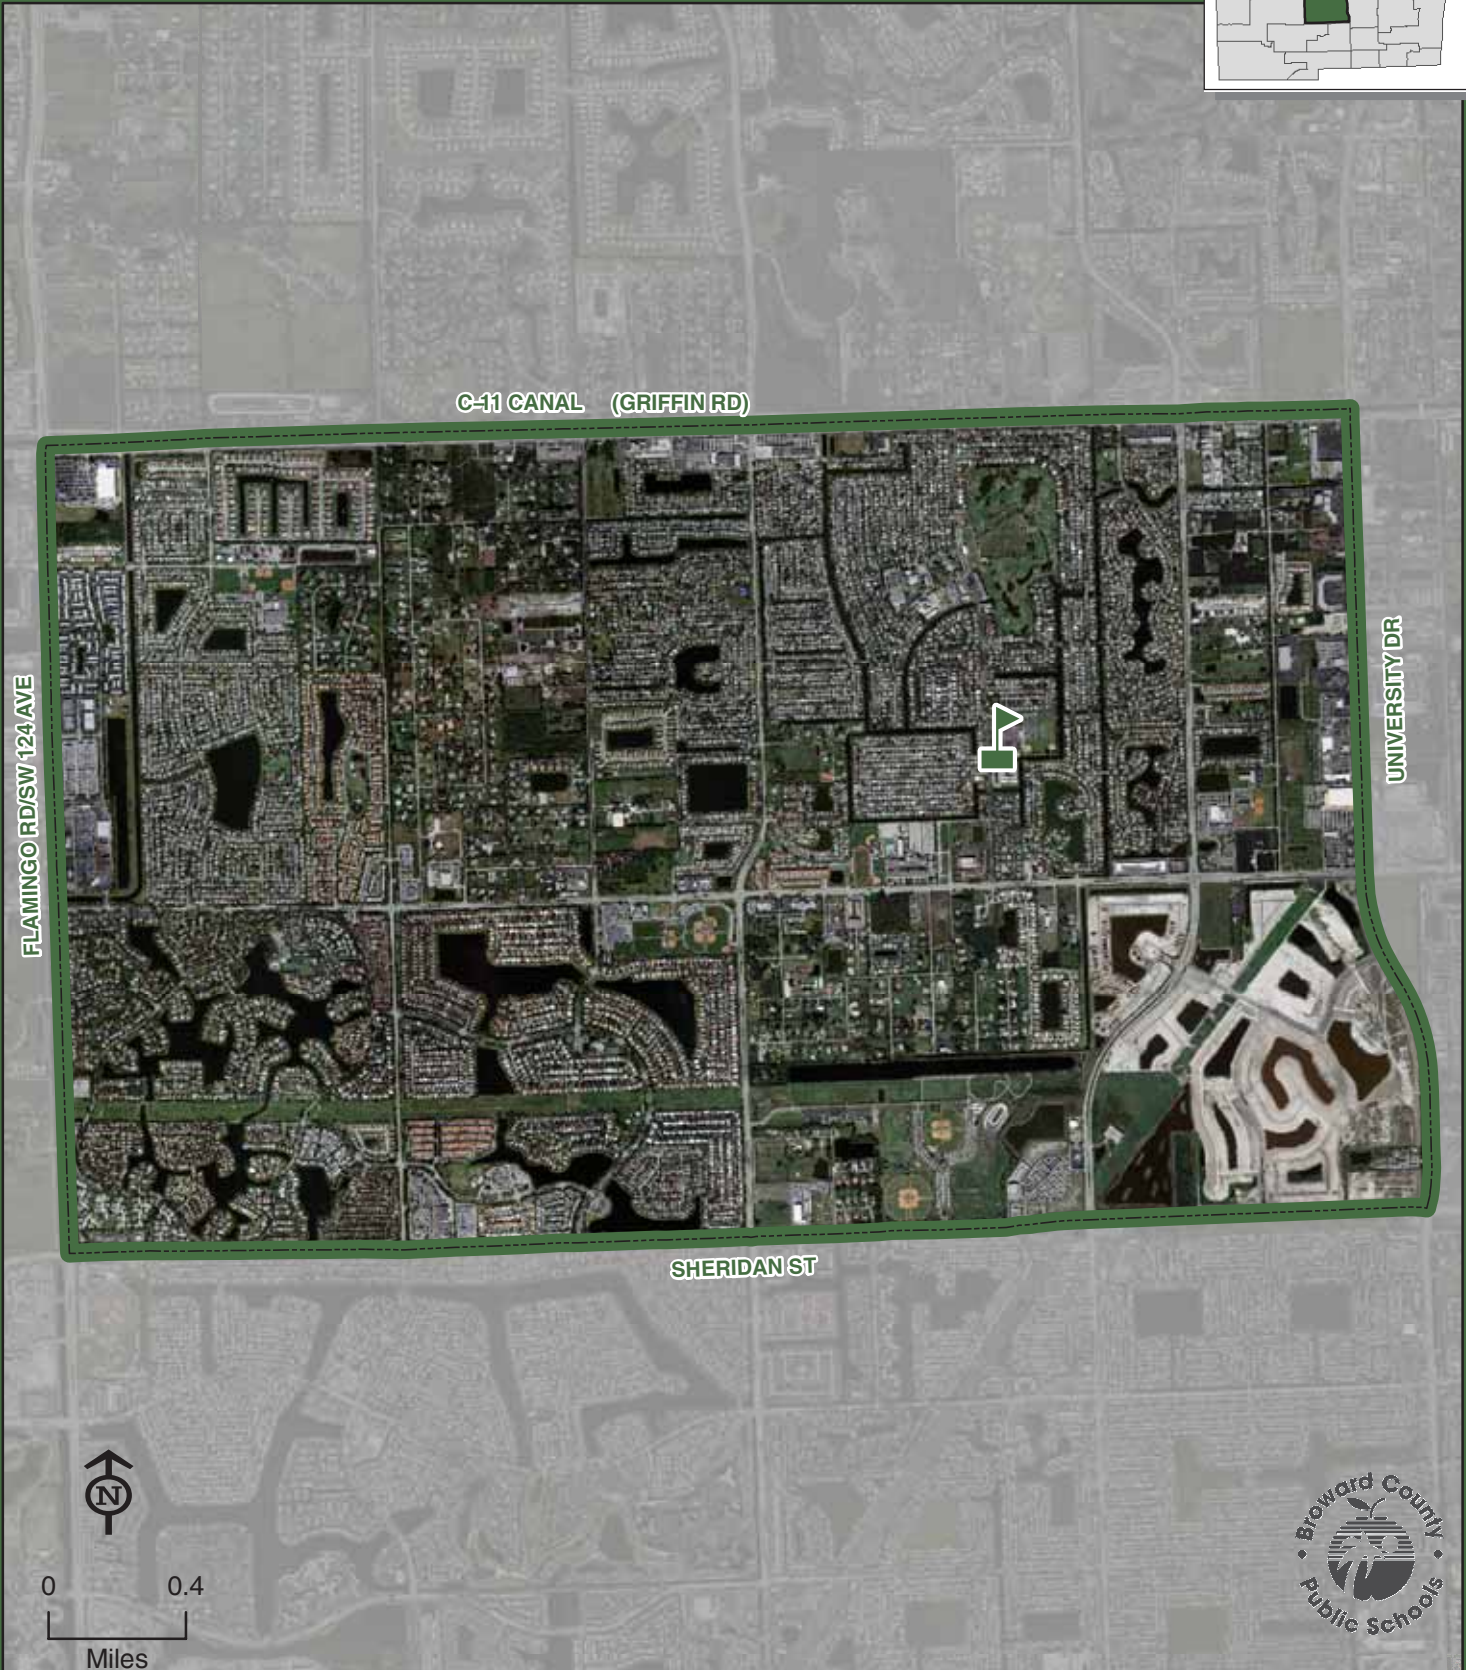 C-11 CANAL (GRIFFIN RD)
FLAMINGO RD/SW 124 AVE
UNIVERSITY DR
SHERIDAN ST
N
0 0.4
Miles
Broward County
Public Schools